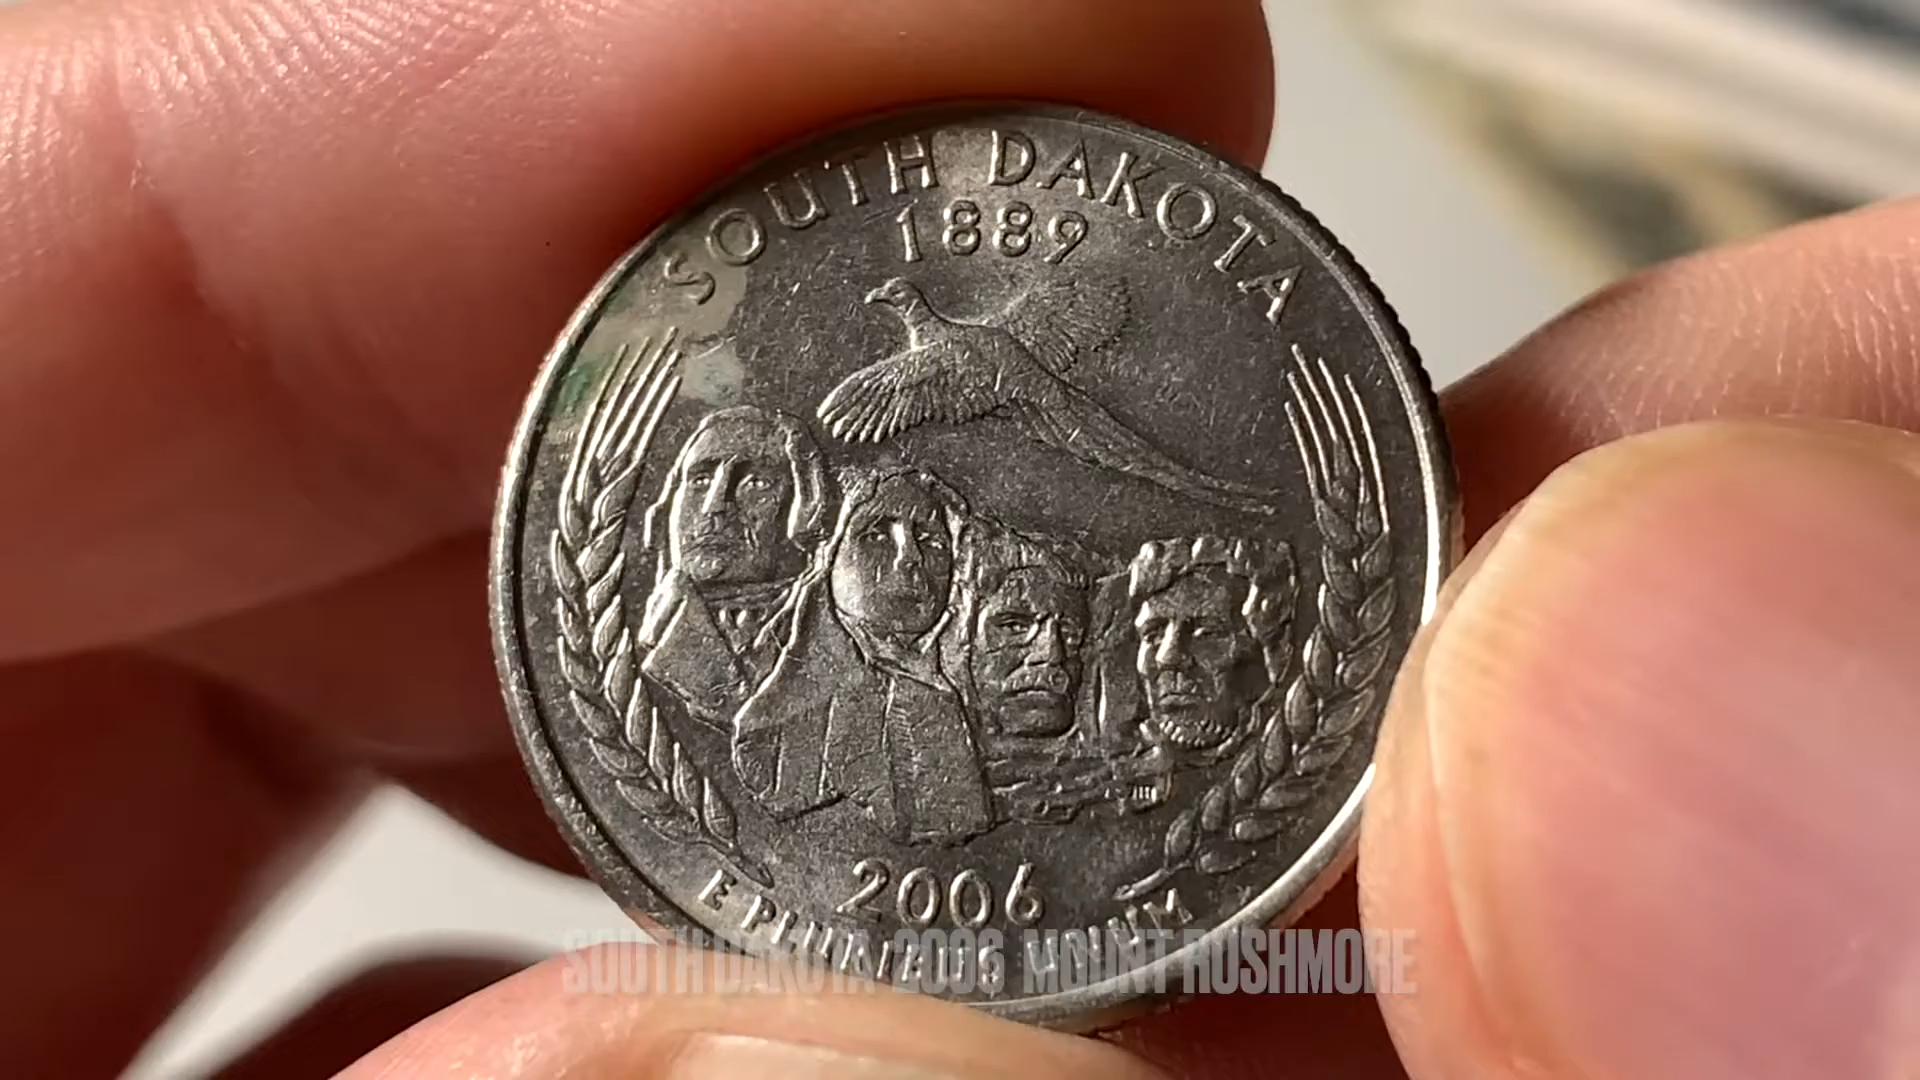 SOUTH DAKOTA
1889
2006
E PLURIBUS UNUM
SOUTH DAKOTA 2006 MOUNT RUSHMORE